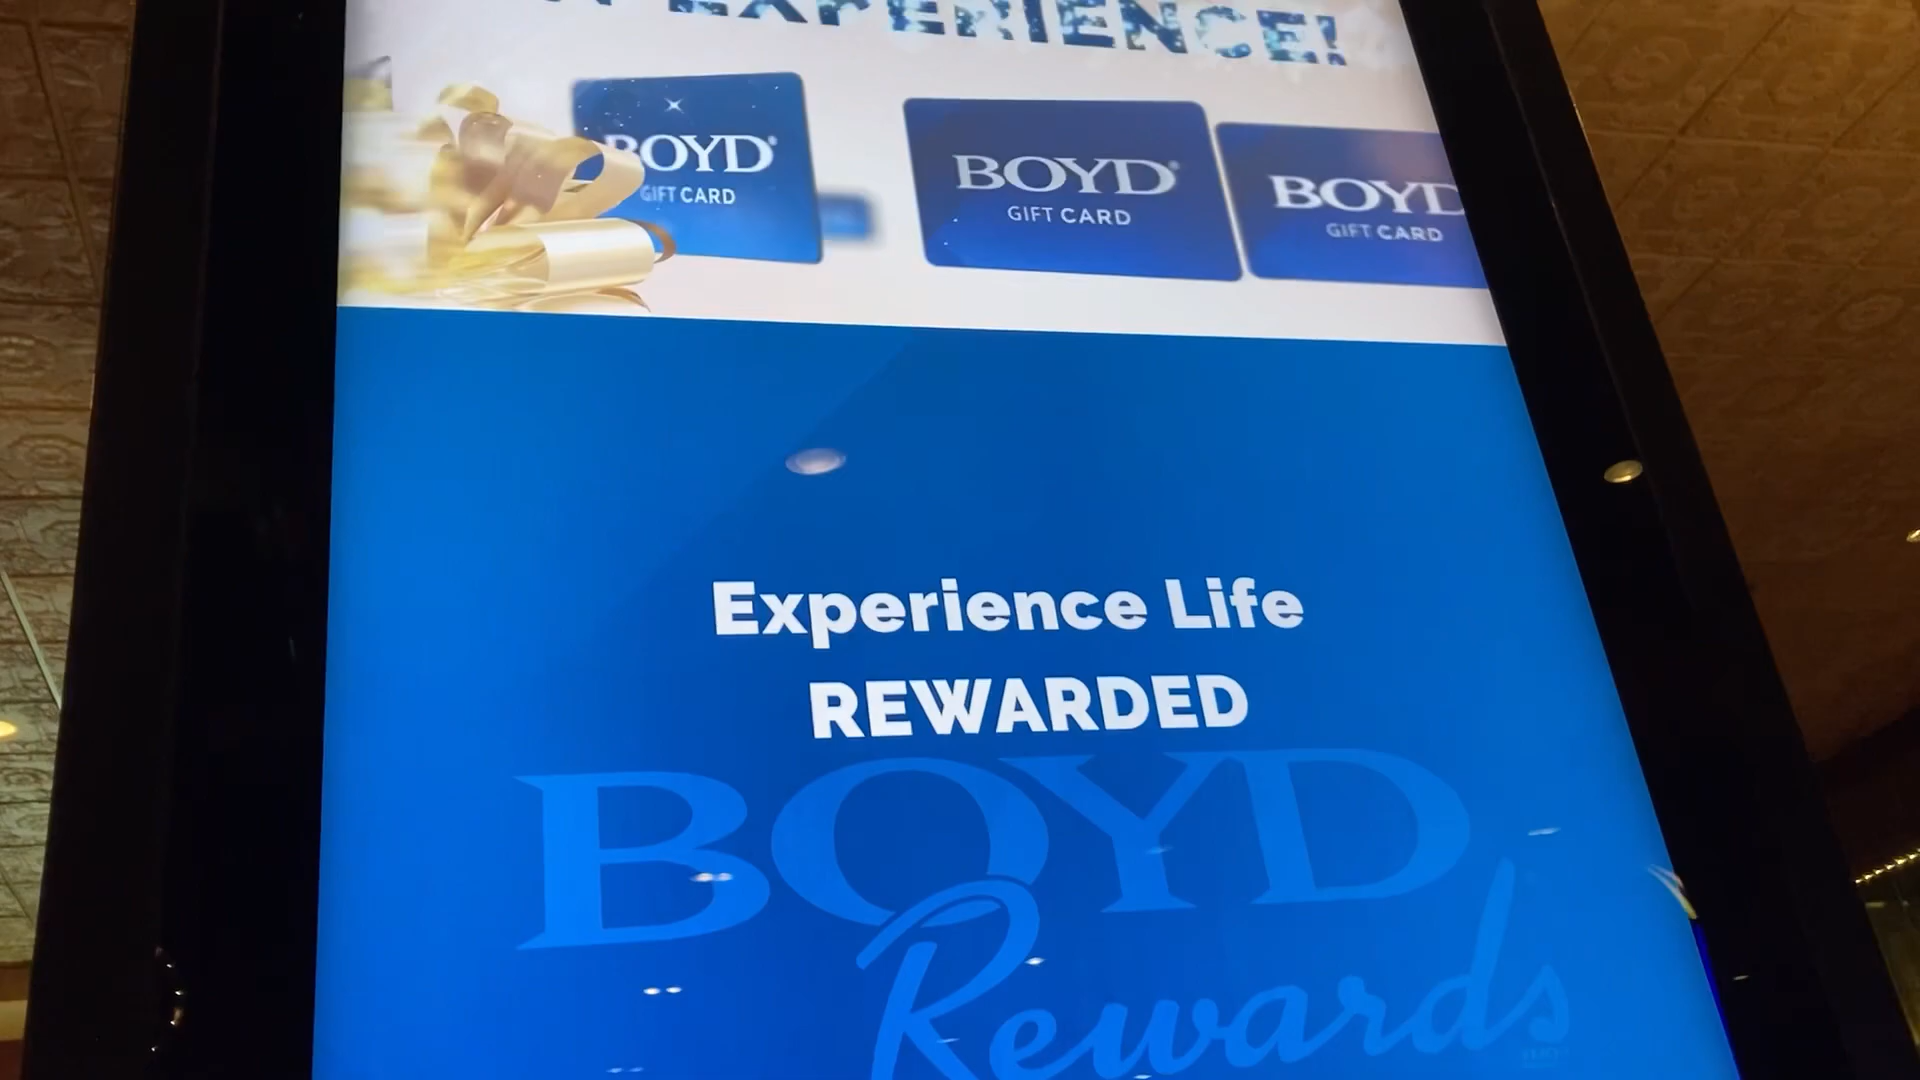 EXPERIENCE!
BOYD®
GIFT CARD
BOYD®
GIFT CARD
BOYD
GIFT CARD
Experience Life
REWARDED
BOYD
Rewards